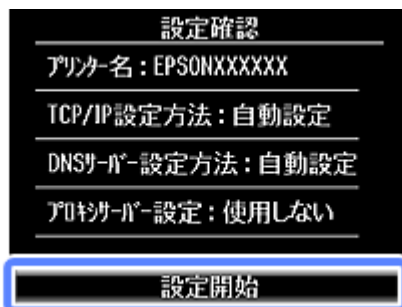 設定確認
ﾌﾟﾘﾝﾀｰ名：EPSONXXXXXX
TCP/IP設定方法：自動設定
DNSｻｰﾊﾞｰ設定方法：自動設定
ﾌﾟﾛｷｼｻｰﾊﾞｰ設定：使用しない
設定開始